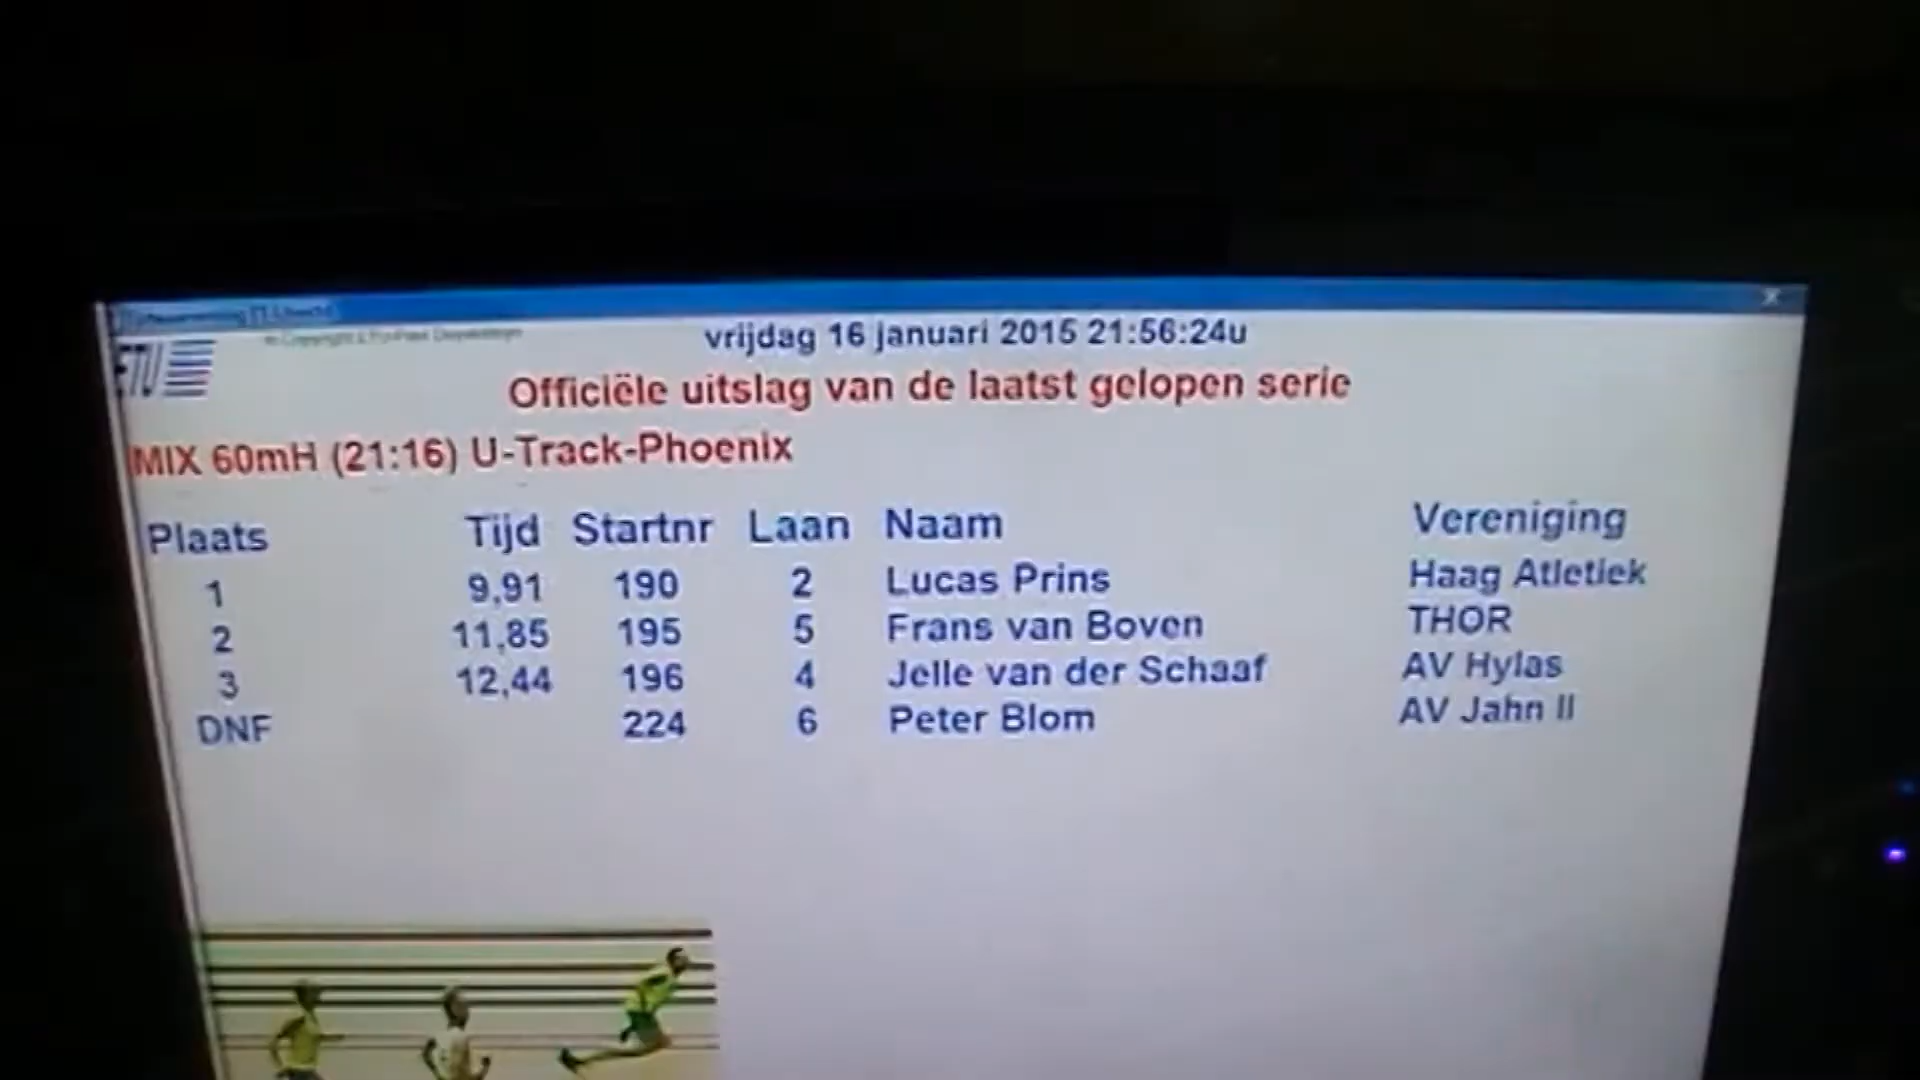 vrijdag 16 januari 2015 21:56:24u
Officiële uitslag van de laatst gelopen serie
MIX 60mH (21:16) U-Track-Phoenix
Plaats Tijd Startnr Laan Naam Vereniging
1 9,91 190 2 Lucas Prins Haag Atletiek
2 11,85 195 5 Frans van Boven THOR
3 12,44 196 4 Jelle van der Schaaf AV Hylas
DNF 224 6 Peter Blom AV Jahn II